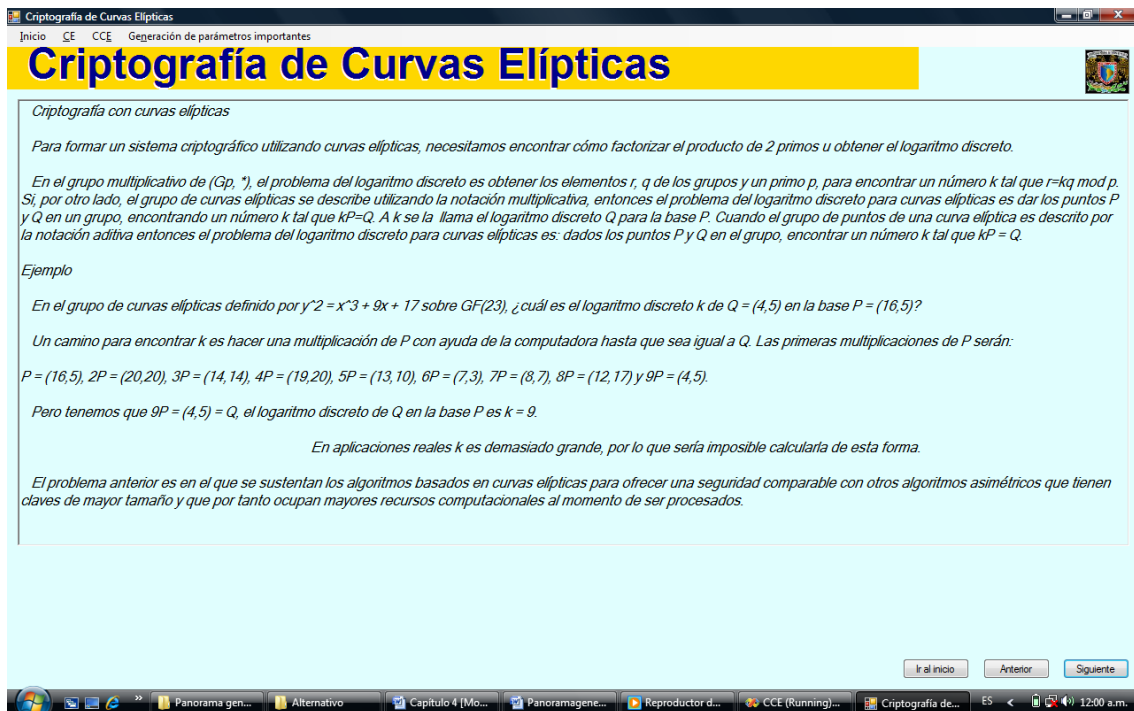 Criptografía de Curvas Elípticas
Inicio CE CCE Generación de parámetros importantes
Criptografía de Curvas Elípticas
Criptografía con curvas elípticas
Para formar un sistema criptográfico utilizando curvas elípticas, necesitamos encontrar cómo factorizar el producto de 2 primos u obtener el logaritmo discreto.
En el grupo multiplicativo de (Gp, *), el problema del logaritmo discreto es obtener los elementos r, q de los grupos y un primo p, para encontrar un número k tal que r=kq mod p.
Si, por otro lado, el grupo de curvas elípticas se describe utilizando la notación multiplicativa, entonces el problema del logaritmo discreto para curvas elípticas es dar los puntos P
y Q en un grupo, encontrando un número k tal que kP=Q. A k se la llama el logaritmo discreto Q para la base P. Cuando el grupo de puntos de una curva elíptica es descrito por
la notación aditiva entonces el problema del logaritmo discreto para curvas elípticas es: dados los puntos P y Q en el grupo, encontrar un número k tal que kP = Q.
Ejemplo
En el grupo de curvas elípticas definido por y^2 = x^3 + 9x + 17 sobre GF(23), ¿cuál es el logaritmo discreto k de Q = (4,5) en la base P = (16,5)?
Un camino para encontrar k es hacer una multiplicación de P con ayuda de la computadora hasta que sea igual a Q. Las primeras multiplicaciones de P serán:
P = (16,5), 2P = (20,20), 3P = (14,14), 4P = (19,20), 5P = (13,10), 6P = (7,3), 7P = (8,7), 8P = (12,17) y 9P = (4,5).
Pero tenemos que 9P = (4,5) = Q, el logaritmo discreto de Q en la base P es k = 9.
En aplicaciones reales k es demasiado grande, por lo que sería imposible calcularla de esta forma.
El problema anterior es en el que se sustentan los algoritmos basados en curvas elípticas para ofrecer una seguridad comparable con otros algoritmos asimétricos que tienen
claves de mayor tamaño y que por tanto ocupan mayores recursos computacionales al momento de ser procesados.
Ir al inicio Anterior Siguiente
» Panorama gen... Alternativo Capítulo 4 [Mo... Panoramagene... Reproductor d... CCE (Running)... Criptografía de... ES < 12:00 a.m.